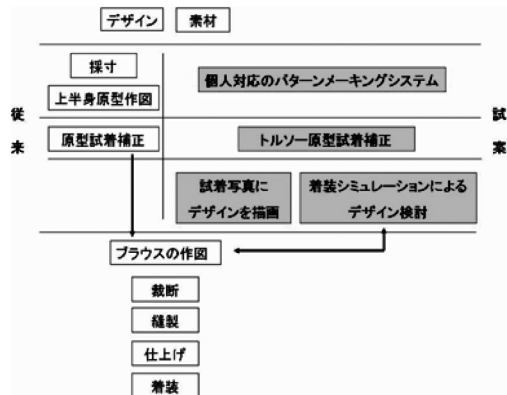 デザイン 素材
採寸
上半身原型作図
個人対応のパターンメーキングシステム
従来
試案
原型試着補正
トルソー原型試着補正
試着写真に
デザインを描画
着装シミュレーションによる
デザイン検討
ブラウスの作図
裁断
縫製
仕上げ
着装